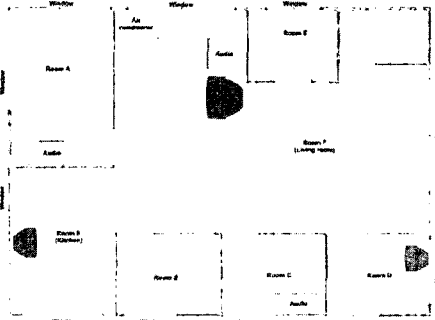 Window
Window
Window
Air
conditioner
Room E
Audio
Room A
Window
Room F
(Living room)
Audio
Window
(Kitchen)
Room B
Room C
Room D
Audio